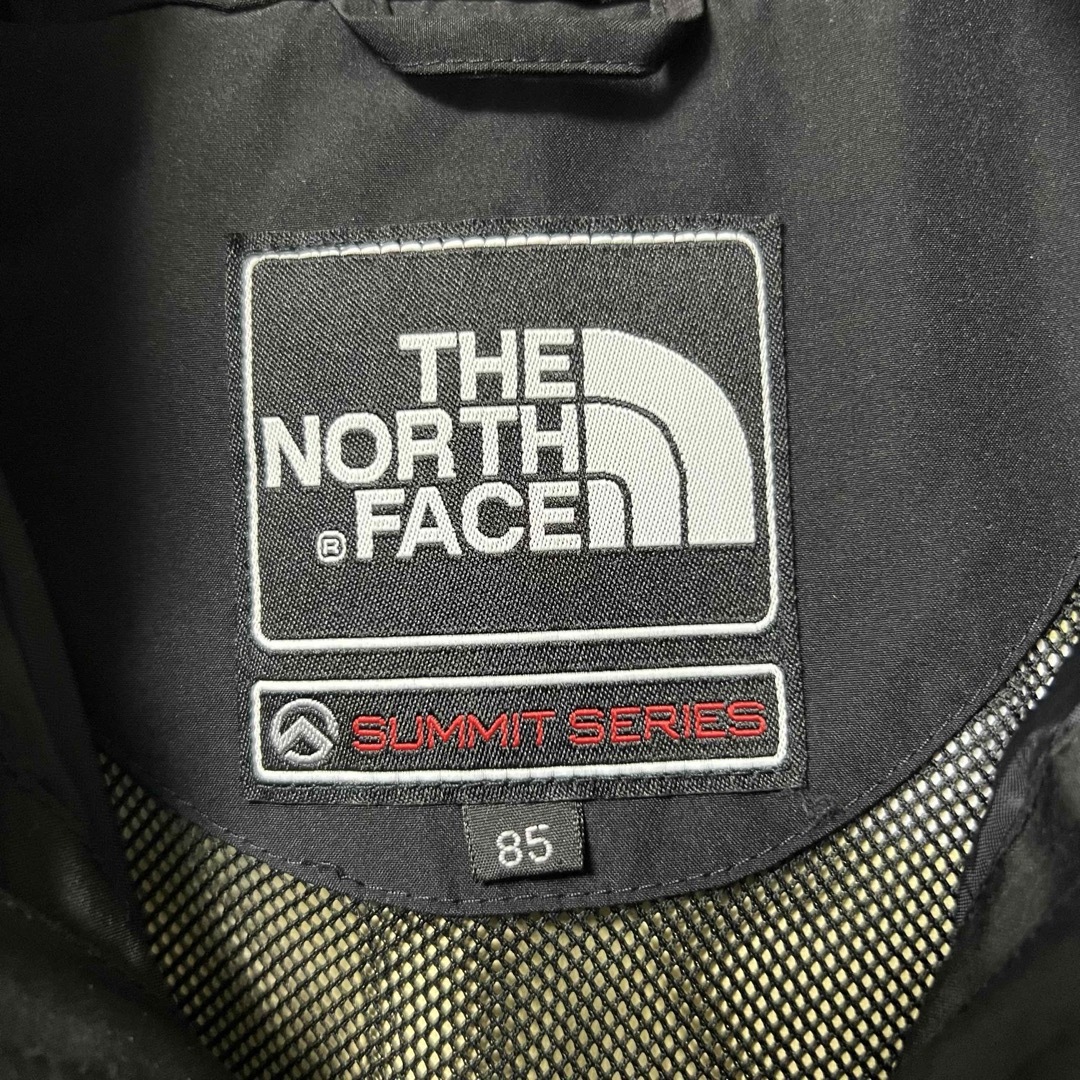 THE
NORTH
® FACE
SUMMIT SERIES
85